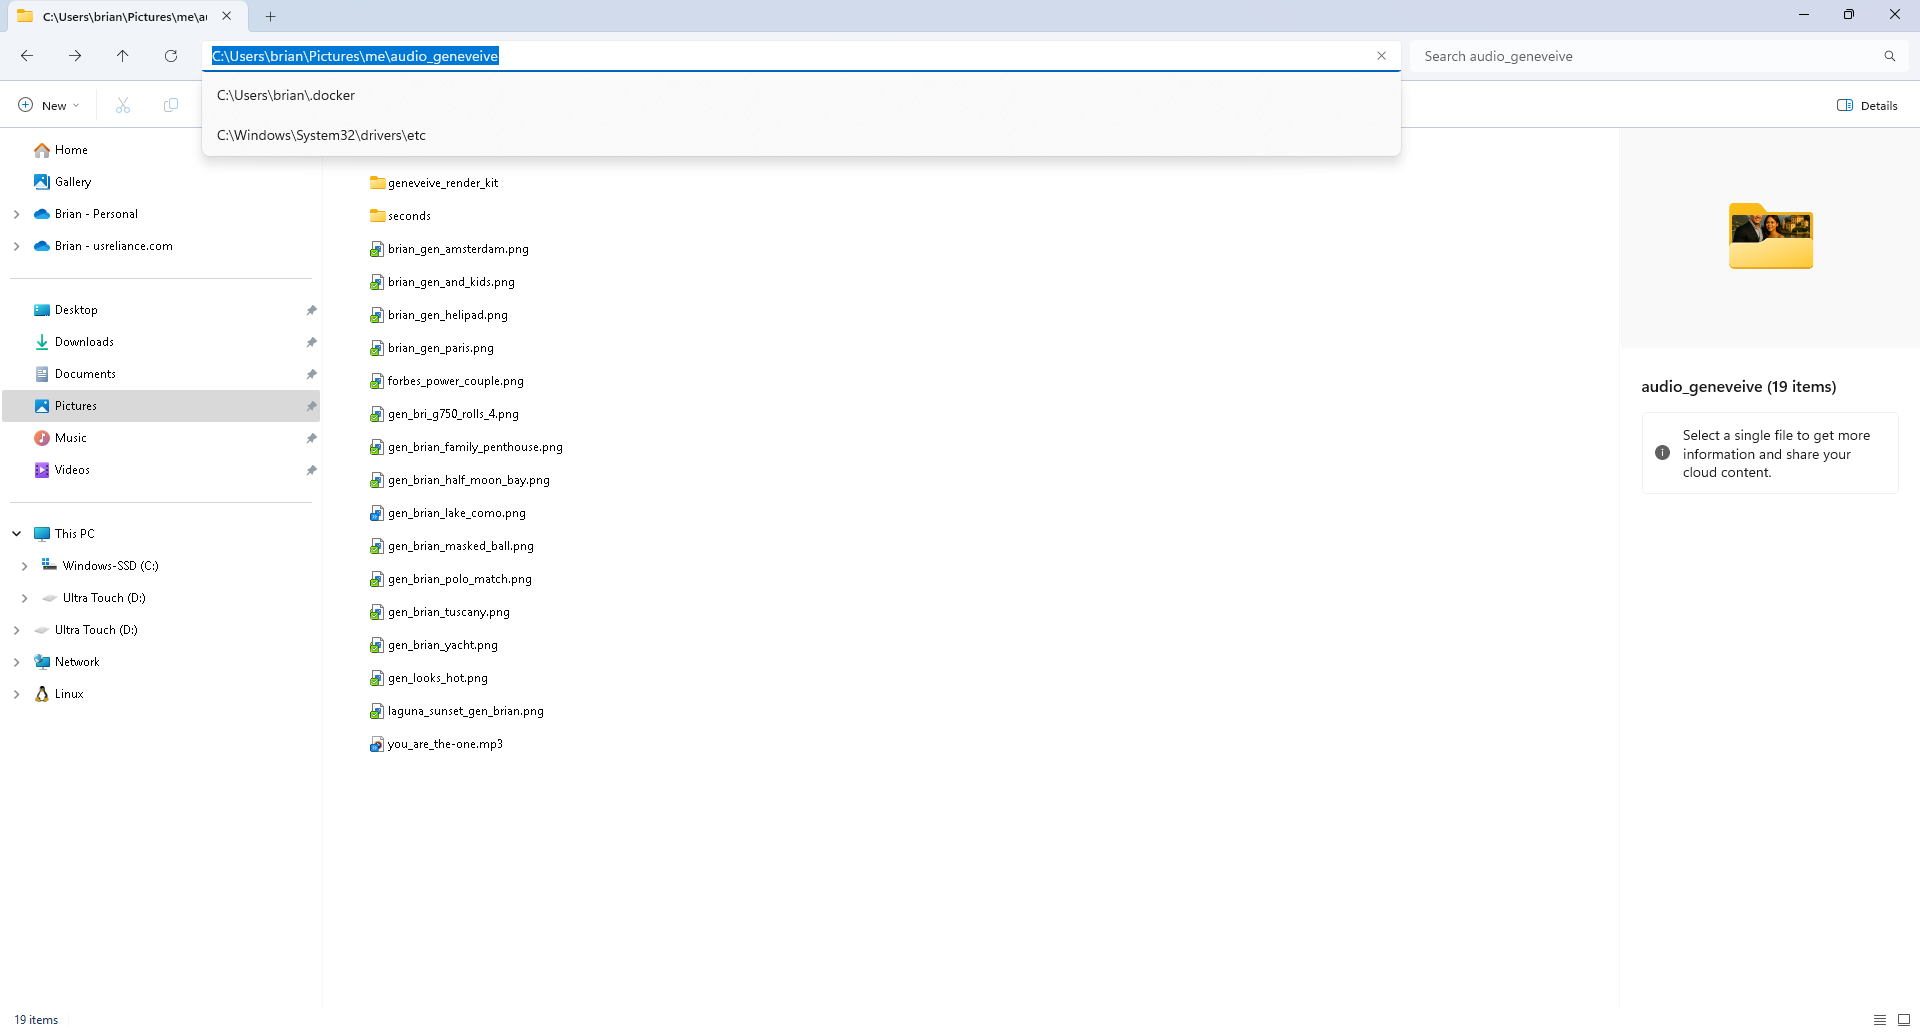 C:\Users\brian\Pictures\me\au
C:\Users\brian\Pictures\me\audio_geneveive
Search audio_geneveive
C:\Users\brian\.docker
C:\Windows\System32\drivers\etc
New
Details
Home
Gallery
Brian - Personal
Brian - usreliance.com
Desktop
Downloads
Documents
Pictures
Music
Videos
This PC
Windows-SSD (C:)
Ultra Touch (D:)
Ultra Touch (D:)
Network
Linux
geneveive_render_kit
seconds
brian_gen_amsterdam.png
brian_gen_and_kids.png
brian_gen_helipad.png
brian_gen_paris.png
forbes_power_couple.png
gen_bri_g750_rolls_4.png
gen_brian_family_penthouse.png
gen_brian_half_moon_bay.png
gen_brian_lake_como.png
gen_brian_masked_ball.png
gen_brian_polo_match.png
gen_brian_tuscany.png
gen_brian_yacht.png
gen_looks_hot.png
laguna_sunset_gen_brian.png
you_are_the-one.mp3
audio_geneveive (19 items)
Select a single file to get more
information and share your
cloud content.
19 items